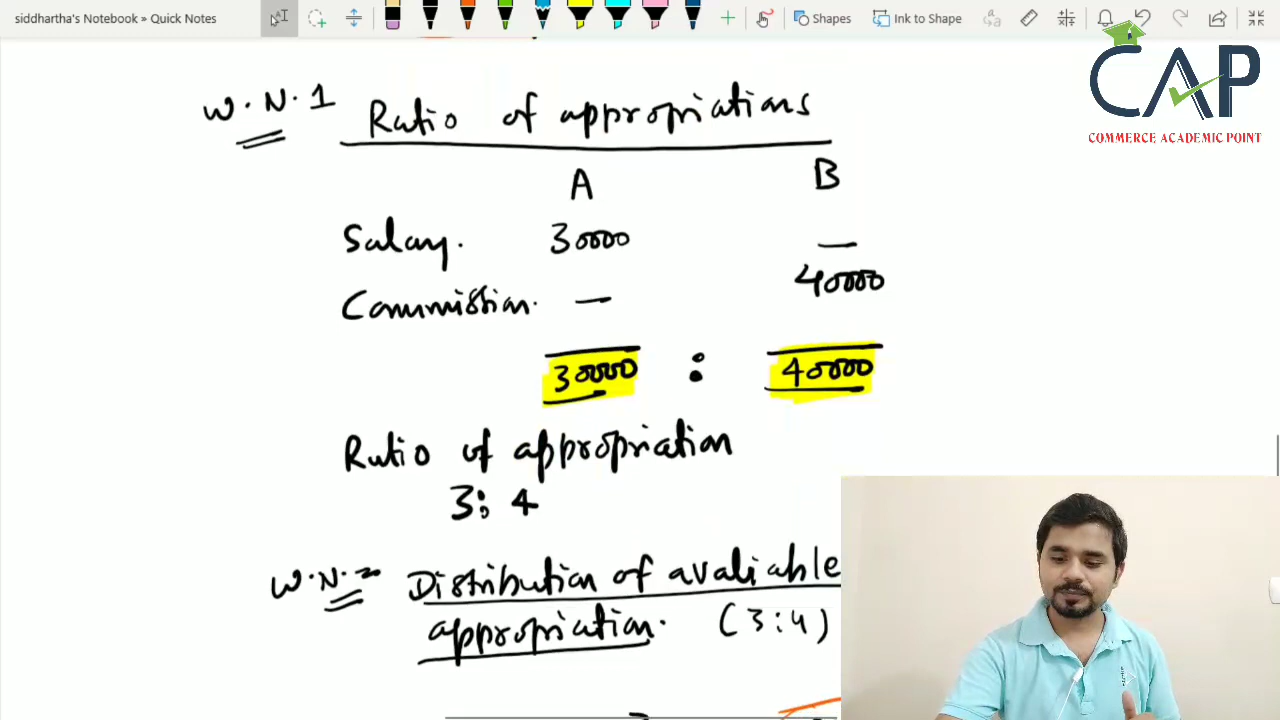 siddhartha's Notebook » Quick Notes
Shapes
Ink to Shape
CAP
COMMERCE ACADEMIC POINT
W.N.1 Ratio of appropriations
A B
Salary. 30000 —
Commission. — 40000
30000 : 40000
Ratio of appropriation
3:4
W.N.2 Distribution of avaliable
appropriation. (3:4)